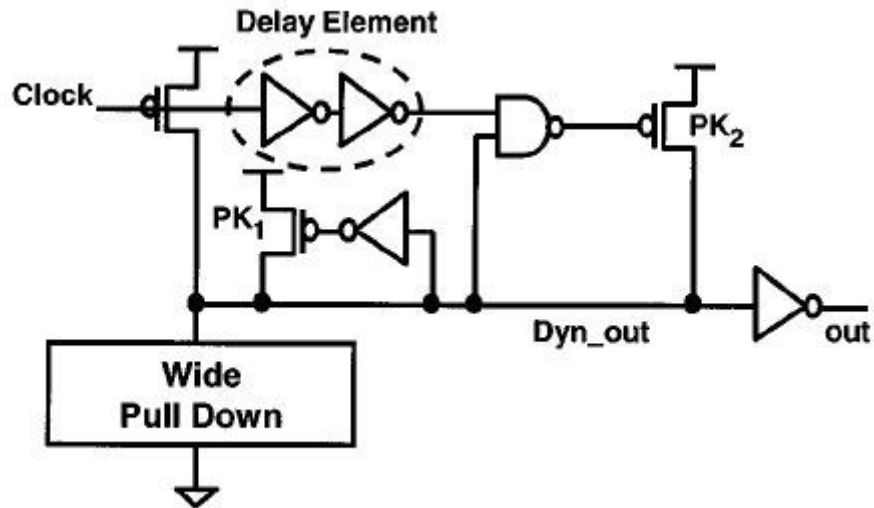 Delay Element
Clock
PK2
PK1
Dyn_out
out
Wide
Pull Down